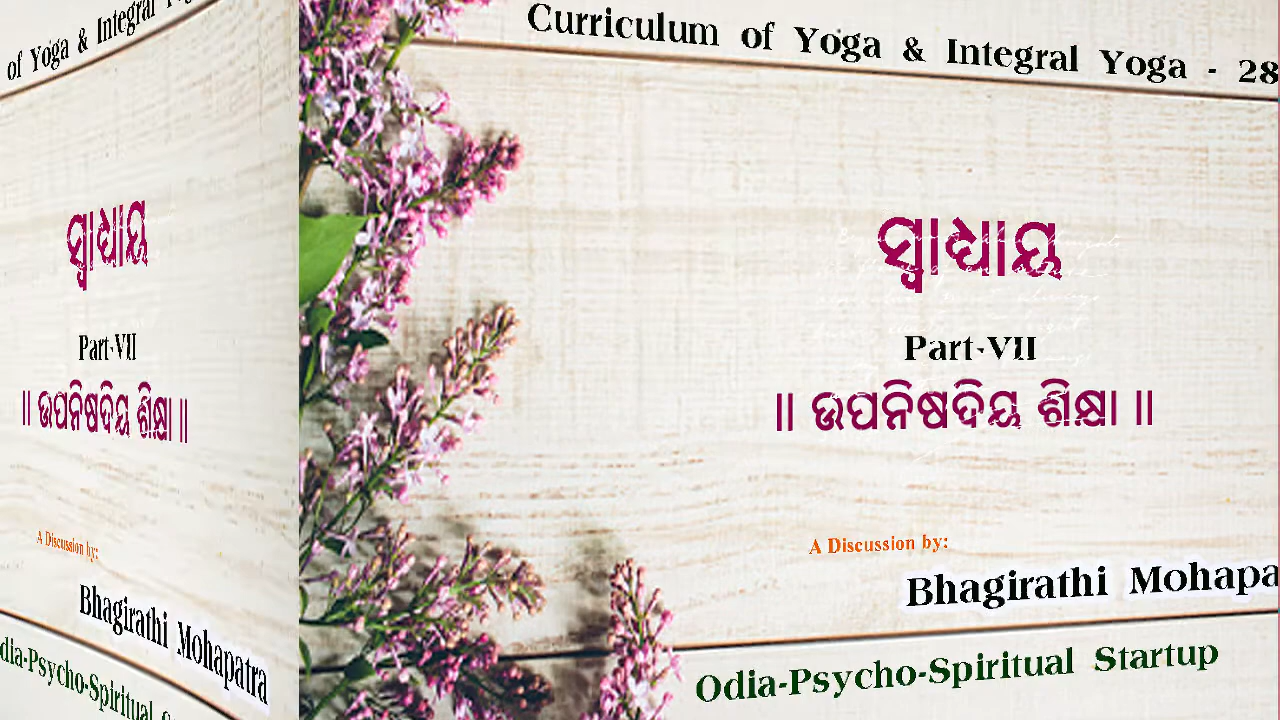 of Yoga & Integral
ସ୍ଵାଧ୍ୟାୟ
Part-VII
॥ ଉପନିଷଦିୟ ଶିକ୍ଷା ॥
A Discussion by:
Bhagirathi Mohapatra
Odia-Psycho-Spiritual
Curriculum of Yoga & Integral Yoga - 28
ସ୍ଵାଧ୍ୟାୟ
Part-VII
॥ ଉପନିଷଦିୟ ଶିକ୍ଷା ॥
A Discussion by:
Bhagirathi Mohapa
Odia-Psycho-Spiritual Startup